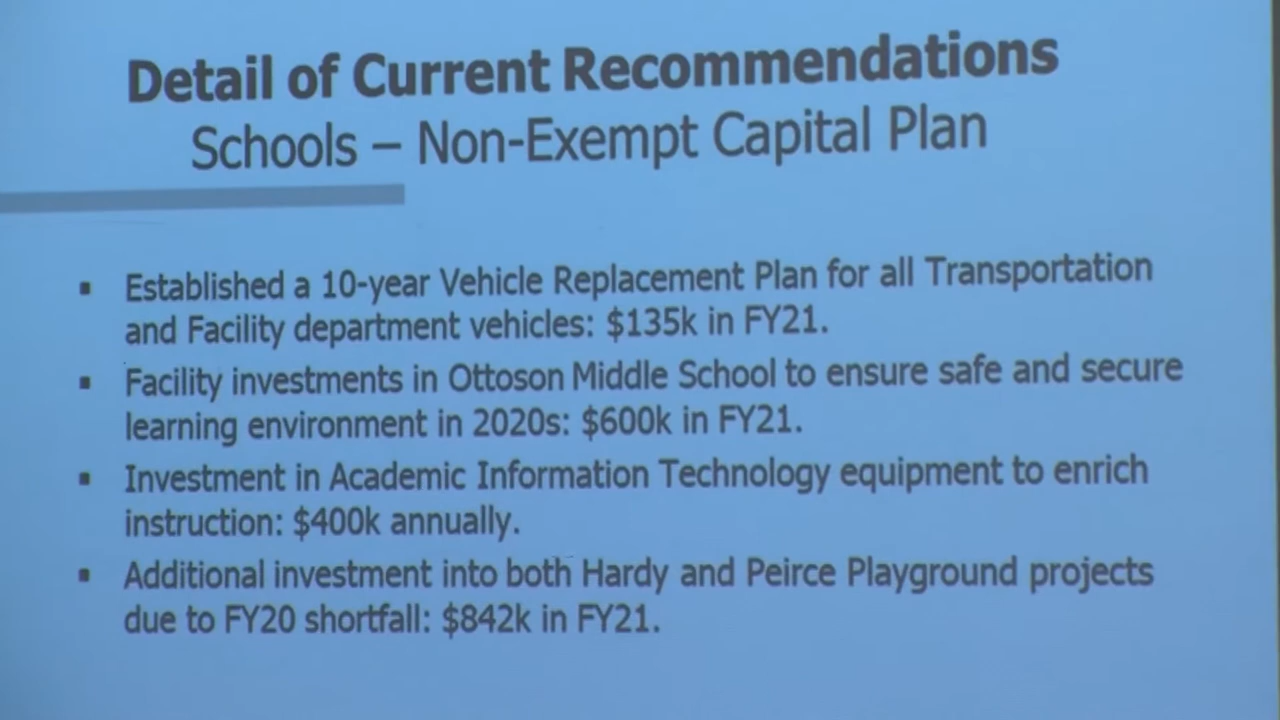 Detail of Current Recommendations
Schools – Non-Exempt Capital Plan
▪ Established a 10-year Vehicle Replacement Plan for all Transportation
and Facility department vehicles: $135k in FY21.
▪ Facility investments in Ottoson Middle School to ensure safe and secure
learning environment in 2020s: $600k in FY21.
▪ Investment in Academic Information Technology equipment to enrich
instruction: $400k annually.
▪ Additional investment into both Hardy and Peirce Playground projects
due to FY20 shortfall: $842k in FY21.